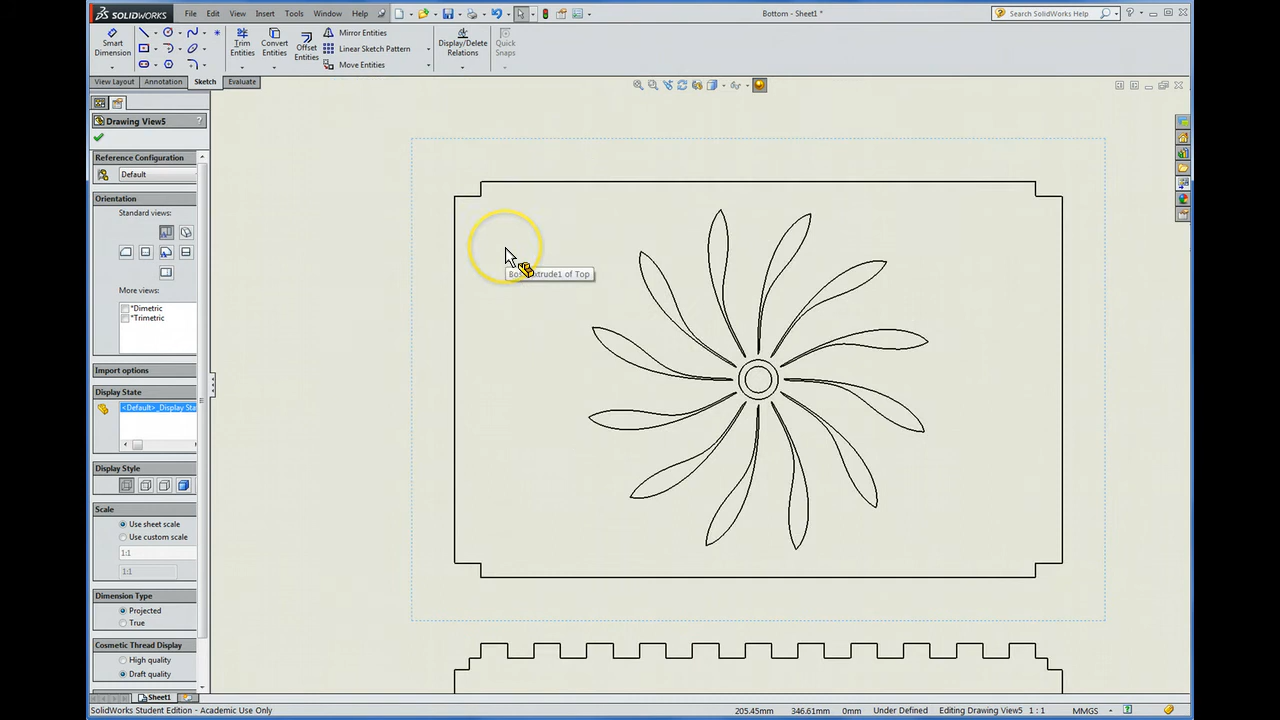 SOLIDWORKS
File Edit View Insert Tools Window Help
Bottom - Sheet1 *
Search SolidWorks Help
Smart Dimension
Trim Entities
Convert Entities
Offset Entities
Mirror Entities
Linear Sketch Pattern
Move Entities
Display/Delete Relations
Quick Snaps
View Layout Annotation Sketch Evaluate
Drawing View5 ?
Reference Configuration
Default
Orientation
Standard views:
More views:
*Dimetric
*Trimetric
Import options
Display State
<Default>_Display Sta
Display Style
Scale
Use sheet scale
Use custom scale
1:1
1:1
Dimension Type
Projected
True
Cosmetic Thread Display
High quality
Draft quality
xtrude1 of Top
Sheet1
SolidWorks Student Edition - Academic Use Only
205.45mm 346.61mm 0mm Under Defined Editing Drawing View5 1 : 1 MMGS